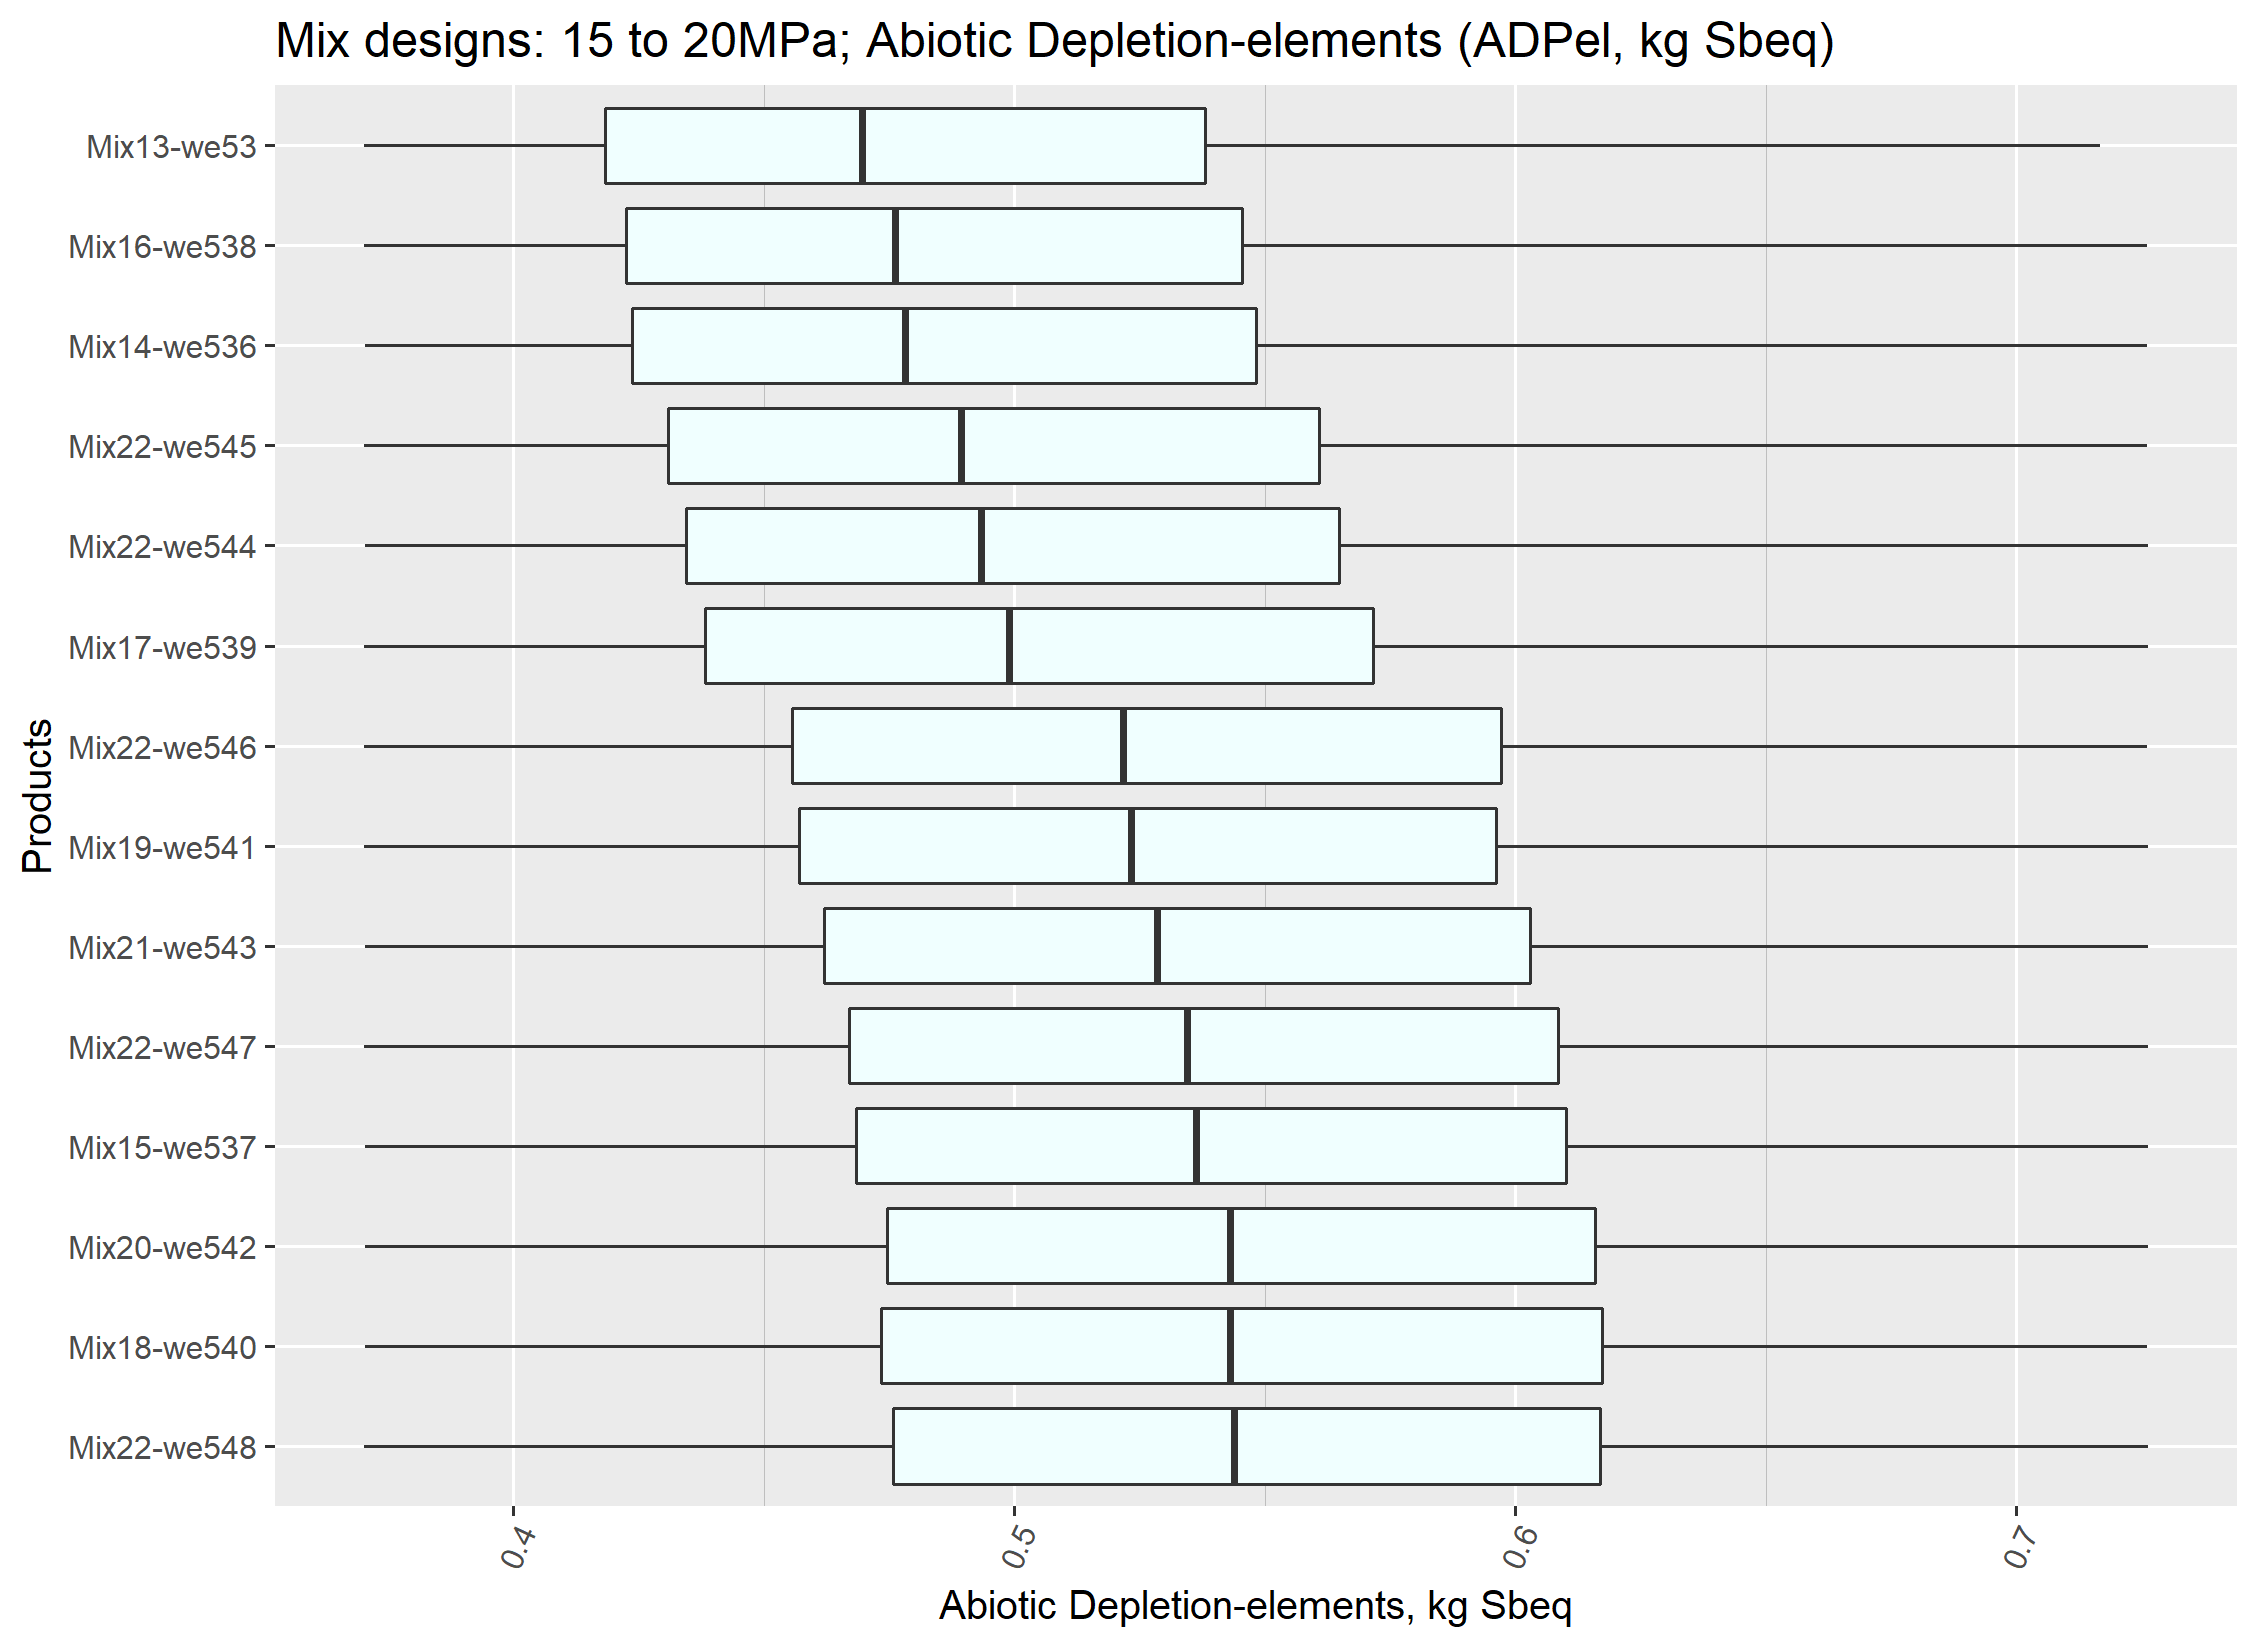 Mix designs: 15 to 20MPa; Abiotic Depletion-elements (ADPel, kg Sbeq)
Products
Mix13-we53
Mix16-we538
Mix14-we536
Mix22-we545
Mix22-we544
Mix17-we539
Mix22-we546
Mix19-we541
Mix21-we543
Mix22-we547
Mix15-we537
Mix20-we542
Mix18-we540
Mix22-we548
0.4
0.5
0.6
0.7
Abiotic Depletion-elements, kg Sbeq